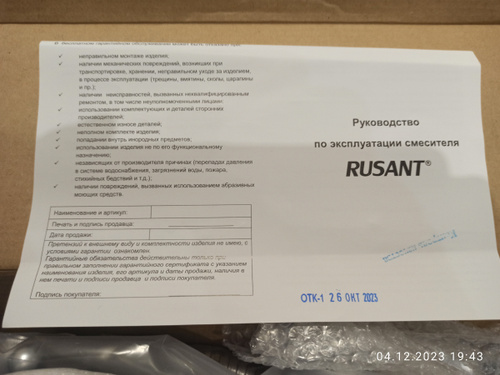 неправильном монтаже изделия;
наличии механических повреждений, возникших при
транспортировке, хранении, неправильном уходе за изделием,
в процессе эксплуатации (трещины, вмятины, сколы, царапины
и пр.);
наличии неисправностей, вызванных неквалифицированным
ремонтом, в том числе неуполномоченными лицами;
использовании комплектующих и деталей сторонних
производителей;
естественном износе деталей;
неполном комплекте изделия;
попадании внутрь инородных предметов;
использовании изделия не по его функциональному
назначению;
независящих от производителя причинах (перепадах давления
в системе водоснабжения, загрязнений воды, пожара,
стихийных бедствий и т.д.);
наличии повреждений, вызванных использованием абразивных
моющих средств.
Наименование и артикул:
Печать и подпись продавца:
Дата продажи:
Претензий к внешнему виду и комплектности изделия не имею, с
условиями гарантии ознакомлен.
Гарантийные обязательства действительны только при
правильном заполнении гарантийного сертификата с указанием
наименования изделия, его артикула и даты продажи, наличия в
нем печати и подписи продавца и подписи покупателя.
Подпись покупателя:
Руководство
по эксплуатации смесителя
RUSANT®
ОТК-1 26 ОКТ 2023
04.12.2023 19:43